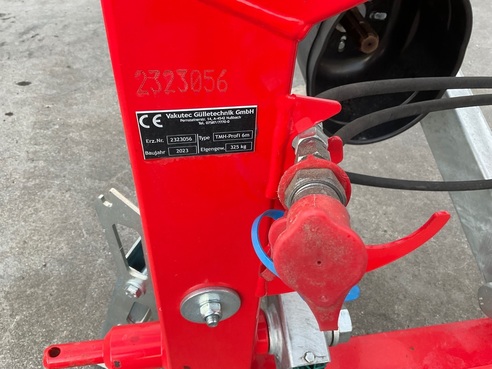 2323056
CE Vakutec Gülletechnik GmbH
Erz.Nr. 2323056 Type TMH-Profi 6m
Baujahr 2023 Eigengew. 325 kg